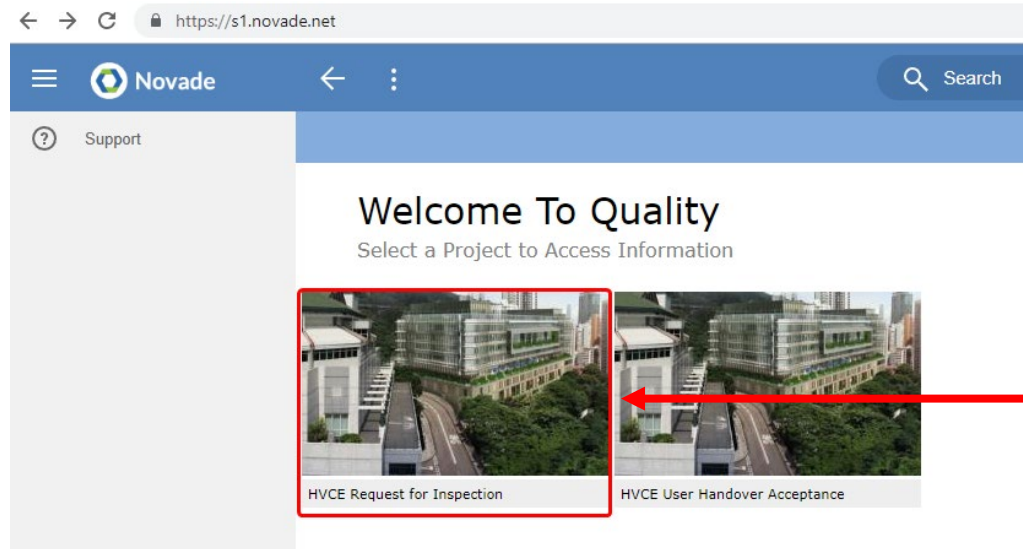 https://s1.novade.net
Novade
Search
Support
Welcome To Quality
Select a Project to Access Information
HVCE Request for Inspection
HVCE User Handover Acceptance